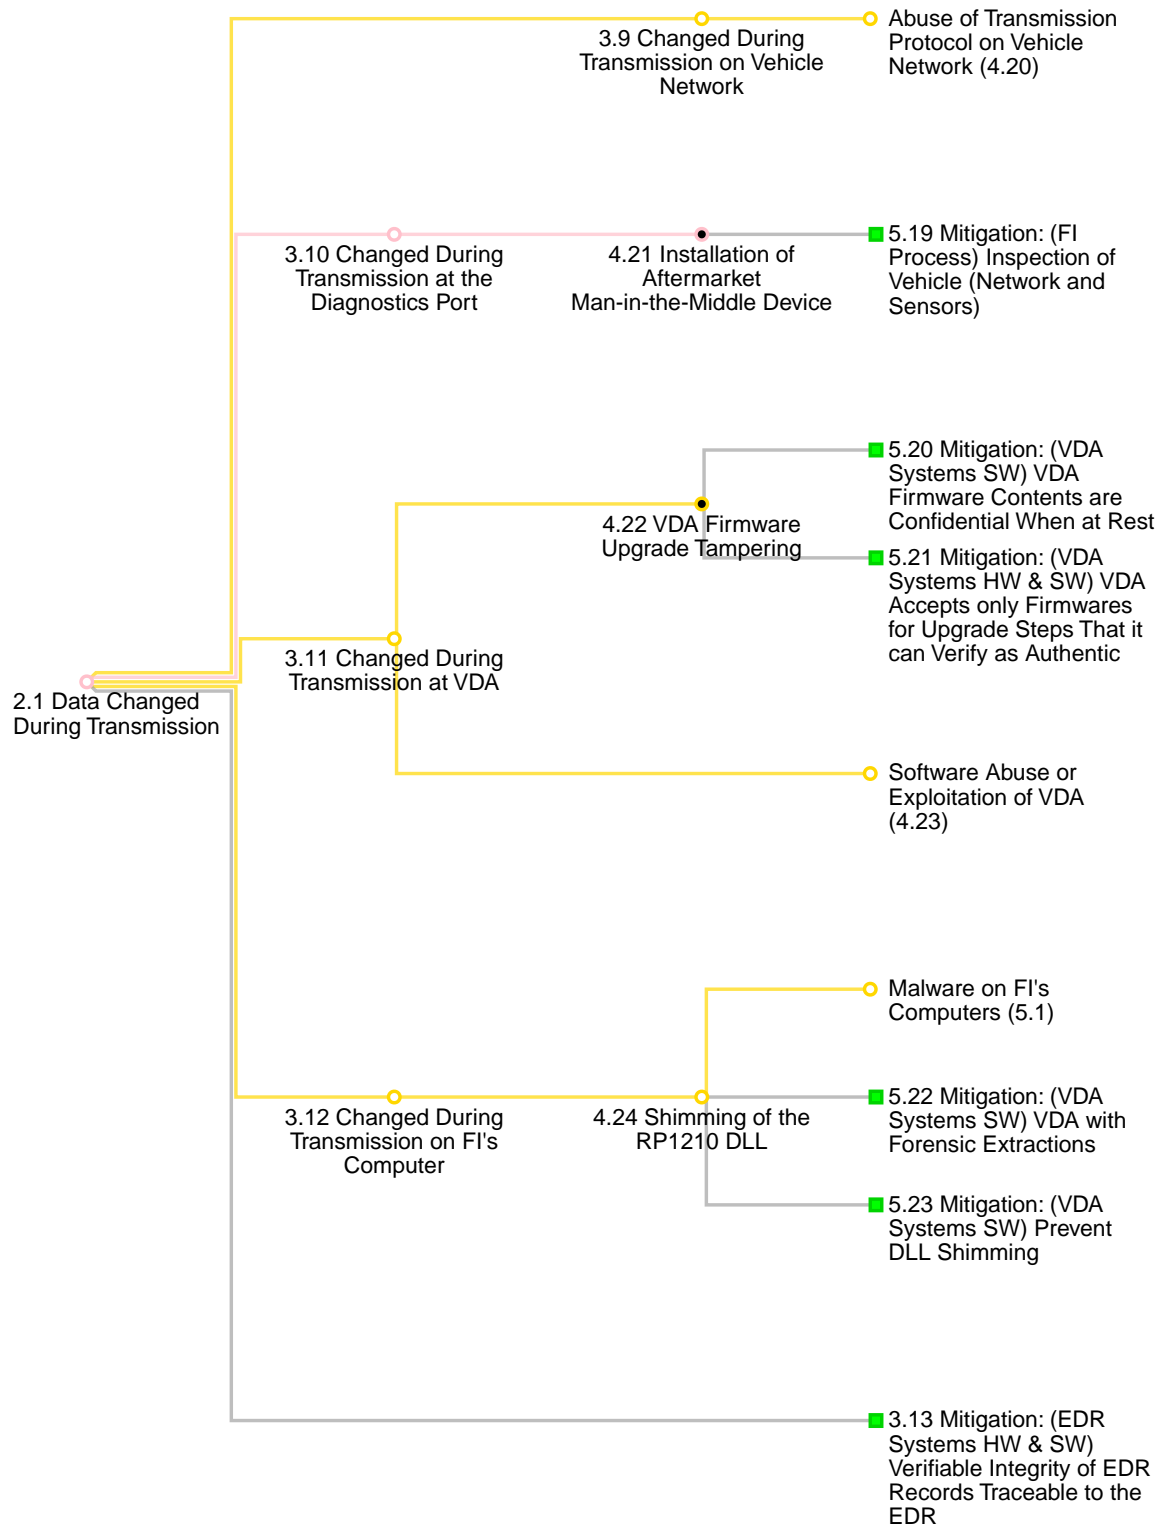 Abuse of Transmission
Protocol on Vehicle
Network (4.20)
3.9 Changed During
Transmission on Vehicle
Network
5.19 Mitigation: (FI
Process) Inspection of
Vehicle (Network and
Sensors)
3.10 Changed During
Transmission at the
Diagnostics Port
4.21 Installation of
Aftermarket
Man-in-the-Middle Device
5.20 Mitigation: (VDA
Systems SW) VDA
Firmware Contents are
Confidential When at Rest
4.22 VDA Firmware
Upgrade Tampering
5.21 Mitigation: (VDA
Systems HW & SW) VDA
Accepts only Firmwares
for Upgrade Steps That it
can Verify as Authentic
3.11 Changed During
Transmission at VDA
2.1 Data Changed
During Transmission
Software Abuse or
Exploitation of VDA
(4.23)
Malware on FI's
Computers (5.1)
3.12 Changed During
Transmission on FI's
Computer
4.24 Shimming of the
RP1210 DLL
5.22 Mitigation: (VDA
Systems SW) VDA with
Forensic Extractions
5.23 Mitigation: (VDA
Systems SW) Prevent
DLL Shimming
3.13 Mitigation: (EDR
Systems HW & SW)
Verifiable Integrity of EDR
Records Traceable to the
EDR